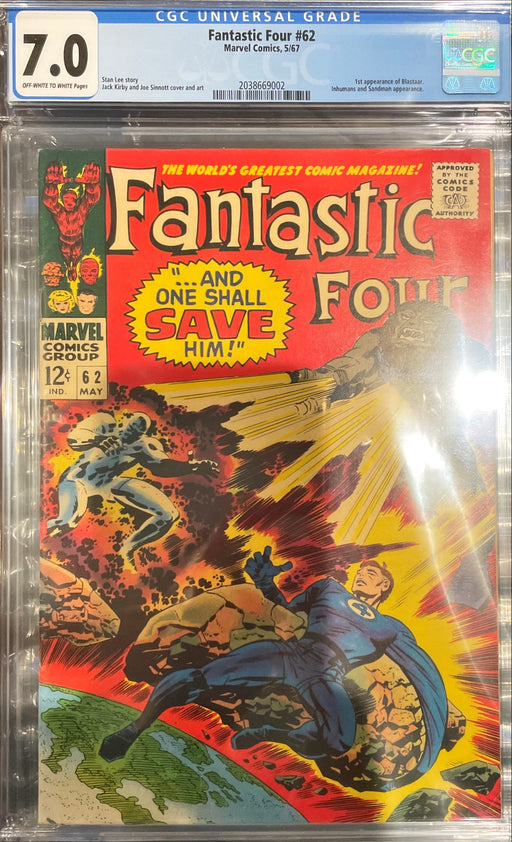 CGC UNIVERSAL GRADE
7.0
OFF-WHITE TO WHITE Pages
Fantastic Four #62
Marvel Comics, 5/67
Stan Lee story
Jack Kirby and Joe Sinnott cover and art
2038669002
1st appearance of Blastaar.
Inhumans and Sandman appearance.
CGC
THE WORLD'S GREATEST COMIC MAGAZINE!
Fantastic
Four
APPROVED
BY THE
COMICS
CODE
AUTHORITY
"...AND
ONE SHALL
SAVE
HIM!"
MARVEL
COMICS
GROUP
12¢
IND.
62
MAY
4